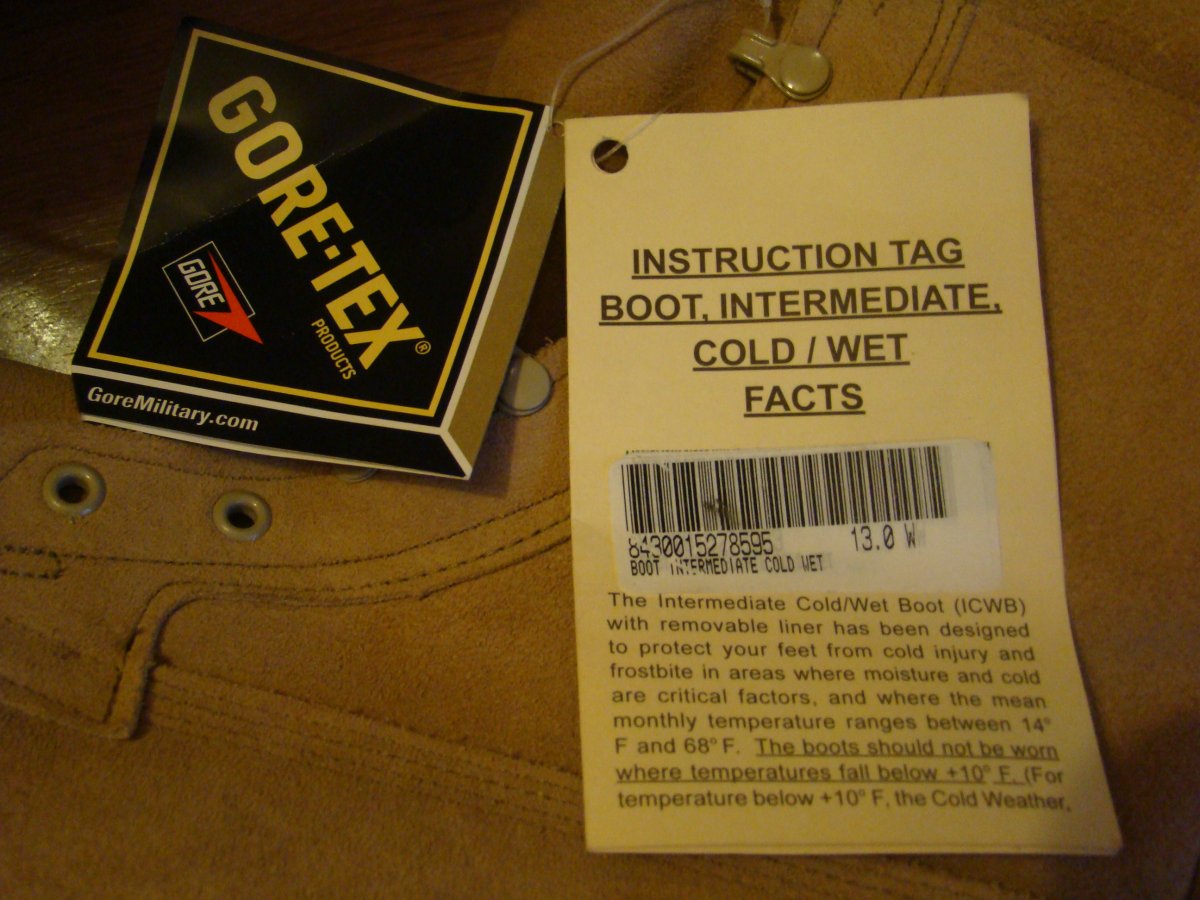 GORE-TEX®
PRODUCTS
GORE
GoreMilitary.com
INSTRUCTION TAG
BOOT, INTERMEDIATE,
COLD / WET
FACTS
8430015278595 13.0 W
BOOT INTERMEDIATE COLD WET
The Intermediate Cold/Wet Boot (ICWB)
with removable liner has been designed
to protect your feet from cold injury and
frostbite in areas where moisture and cold
are critical factors, and where the mean
monthly temperature ranges between 14°
F and 68° F. The boots should not be worn
where temperatures fall below +10° F. (For
temperature below +10° F, the Cold Weather,